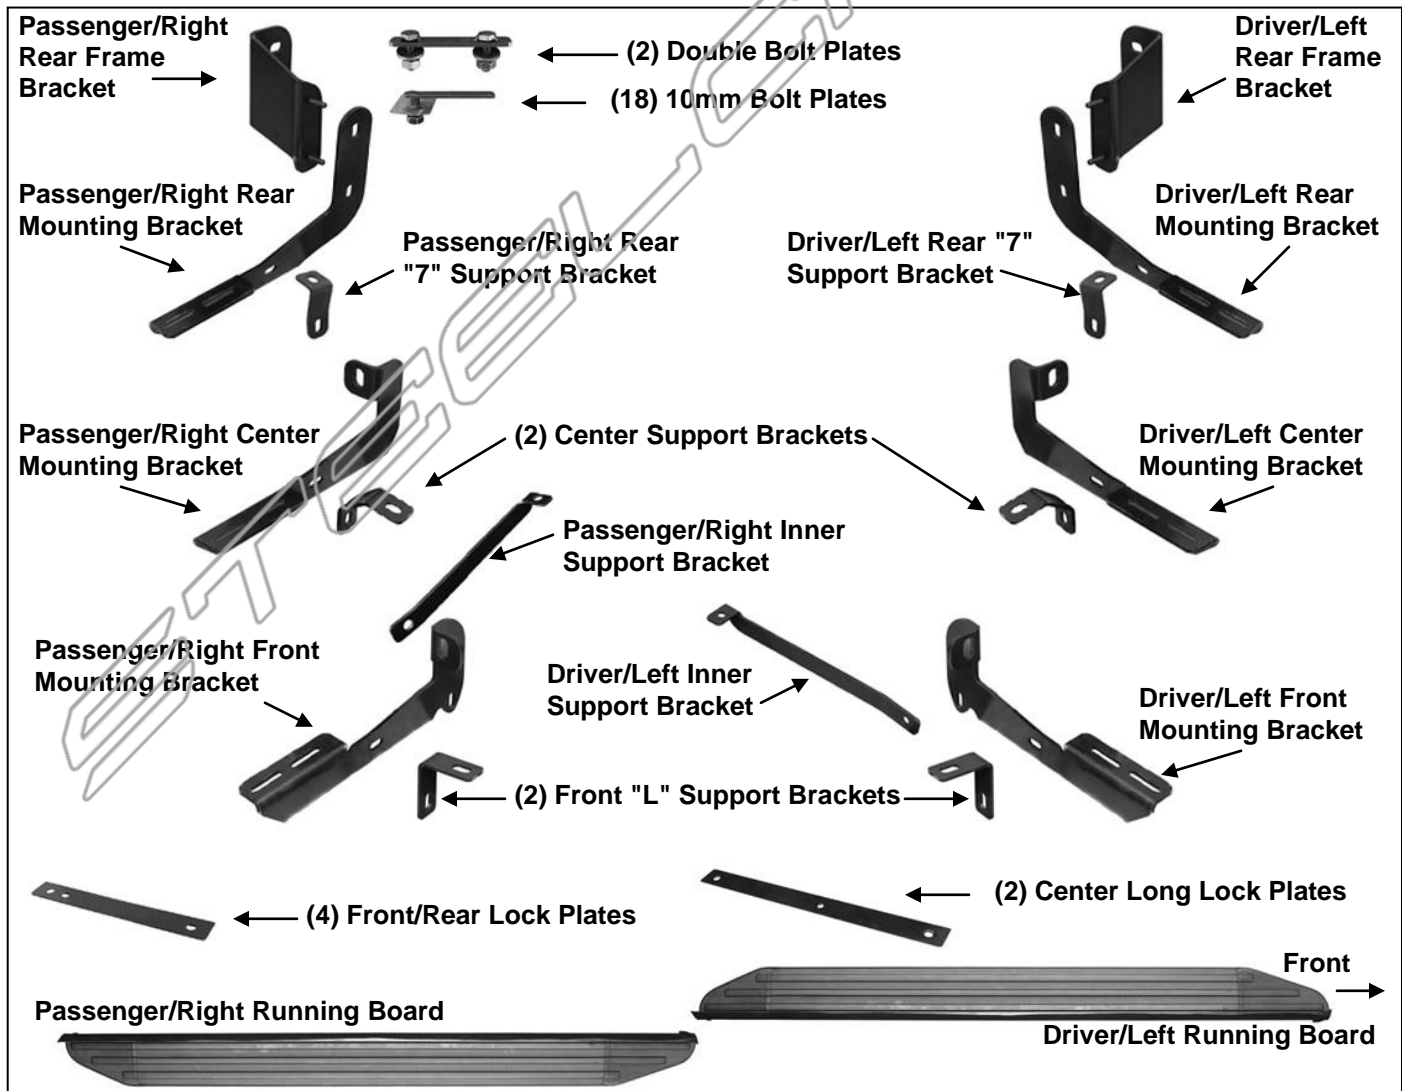 Passenger/Right
Rear Frame
Bracket
(2) Double Bolt Plates
(18) 10mm Bolt Plates
Driver/Left
Rear Frame
Bracket
Passenger/Right Rear
Mounting Bracket
Passenger/Right Rear
"7" Support Bracket
Driver/Left Rear "7"
Support Bracket
Driver/Left Rear
Mounting Bracket
Passenger/Right Center
Mounting Bracket
(2) Center Support Brackets
Driver/Left Center
Mounting Bracket
Passenger/Right Inner
Support Bracket
Passenger/Right Front
Mounting Bracket
Driver/Left Inner
Support Bracket
Driver/Left Front
Mounting Bracket
(2) Front "L" Support Brackets
(4) Front/Rear Lock Plates
(2) Center Long Lock Plates
Front
Passenger/Right Running Board
Driver/Left Running Board